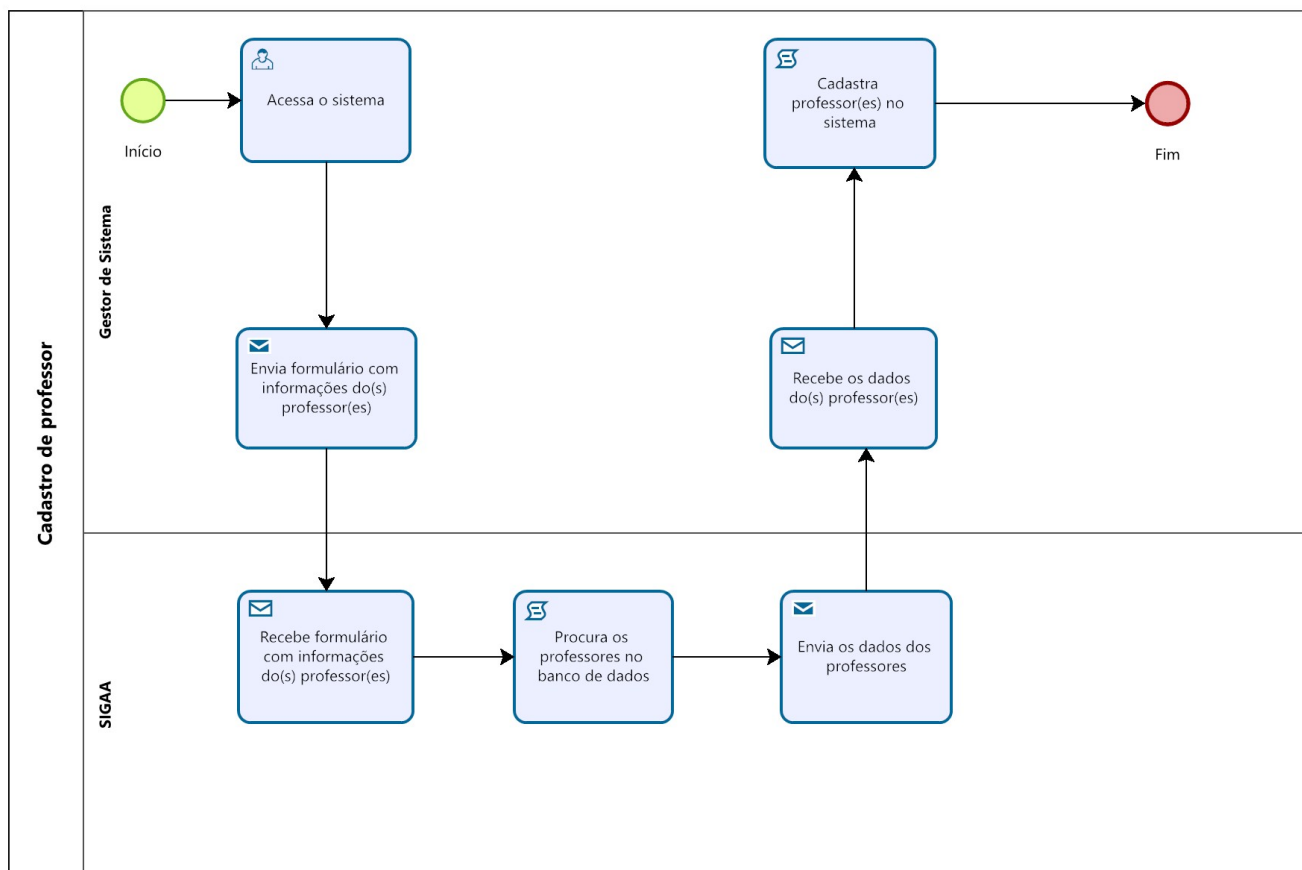 Cadastro de professor
Gestor de Sistema
Início
Acessa o sistema
Envia formulário com
informações do(s)
professor(es)
Cadastra
professor(es) no
sistema
Fim
Recebe os dados
do(s) professor(es)
SIGAA
Recebe formulário
com informações
do(s) professor(es)
Procura os
professores no
banco de dados
Envia os dados dos
professores